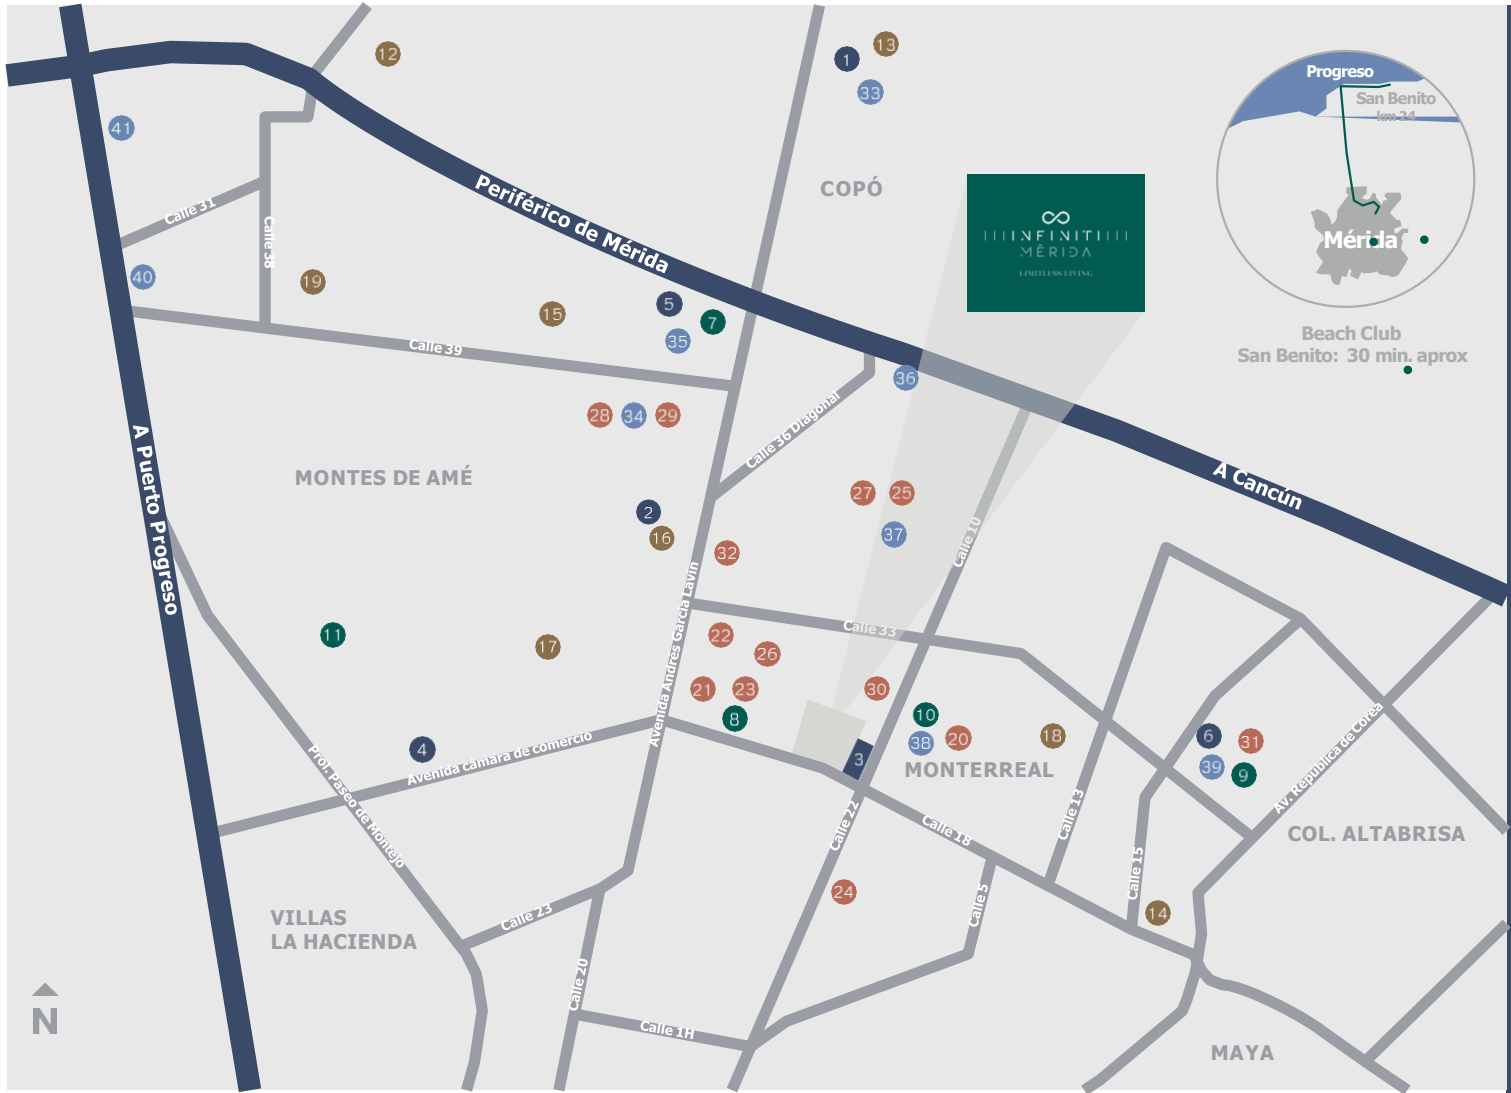 12
13
1
33
Progreso
San Benito
km 24
41
COPÓ
Periférico de Mérida
Calle 31
Calle 38
INFINITI
MÉRIDA
LIMITLESS LIVING
Mérida
40
19
15
5
7
35
Calle 39
Beach Club
San Benito: 30 min. aprox
36
28
34
29
Calle 36 Diagonal
A Puerto Progreso
MONTES DE AMÉ
A Cancún
27
25
2
16
37
32
Calle 10
Avenida Andrés García Lavín
Calle 33
11
17
22
26
21
23
30
8
10
38
20
18
6
31
39
9
4
Avenida câmara de comercio
3
MONTERREAL
Prol. Paseo de Montejo
Calle 22
Calle 18
Calle 13
Av. República de Corea
COL. ALTABRISA
Calle 15
24
Calle 5
14
VILLAS
LA HACIENDA
Calle 23
Calle 20
N
Calle 1H
MAYA